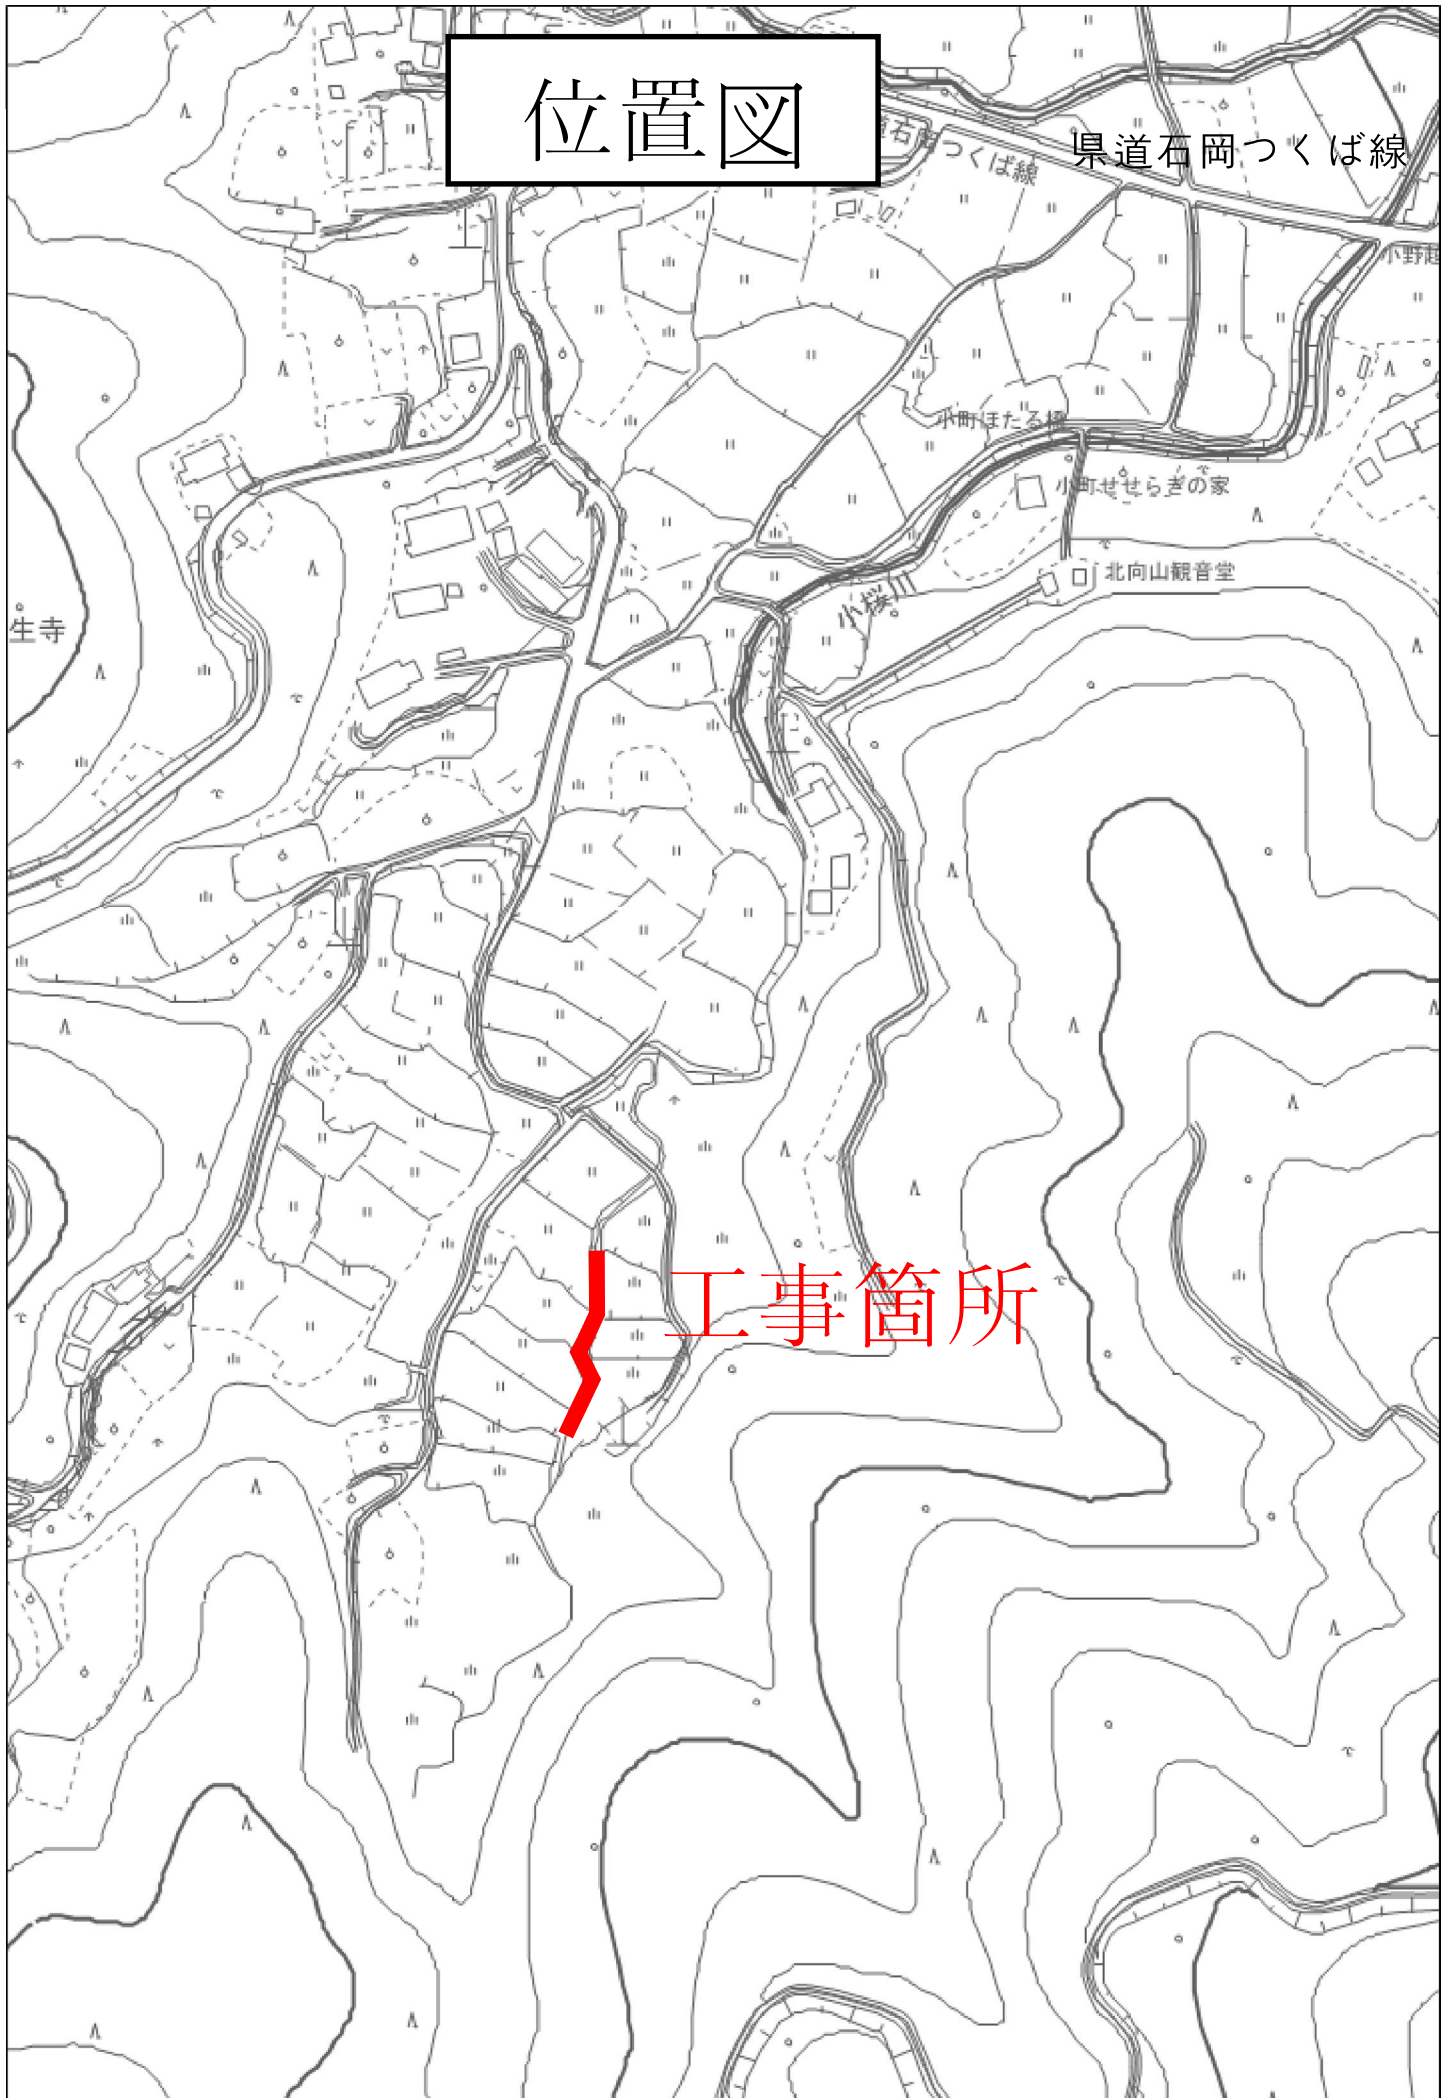 位置図
県道石岡つくば線
道石岡つくば線
小野越
小町ほたる橋
小町せせらぎの家
北向山観音堂
小桜川
生寺
工事箇所